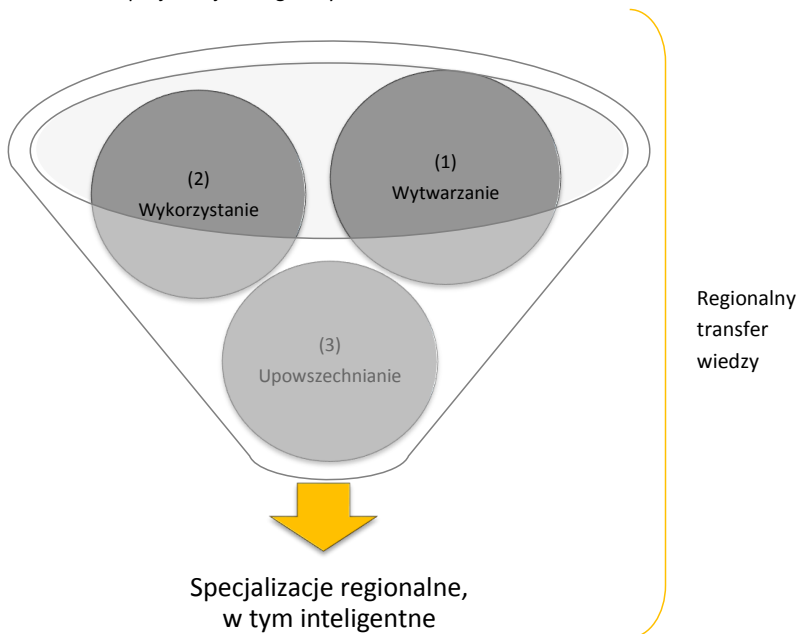 (1)
Wytwarzanie
(2)
Wykorzystanie
(3)
Upowszechnianie
Regionalny
transfer
wiedzy
Specjalizacje regionalne,
w tym inteligentne